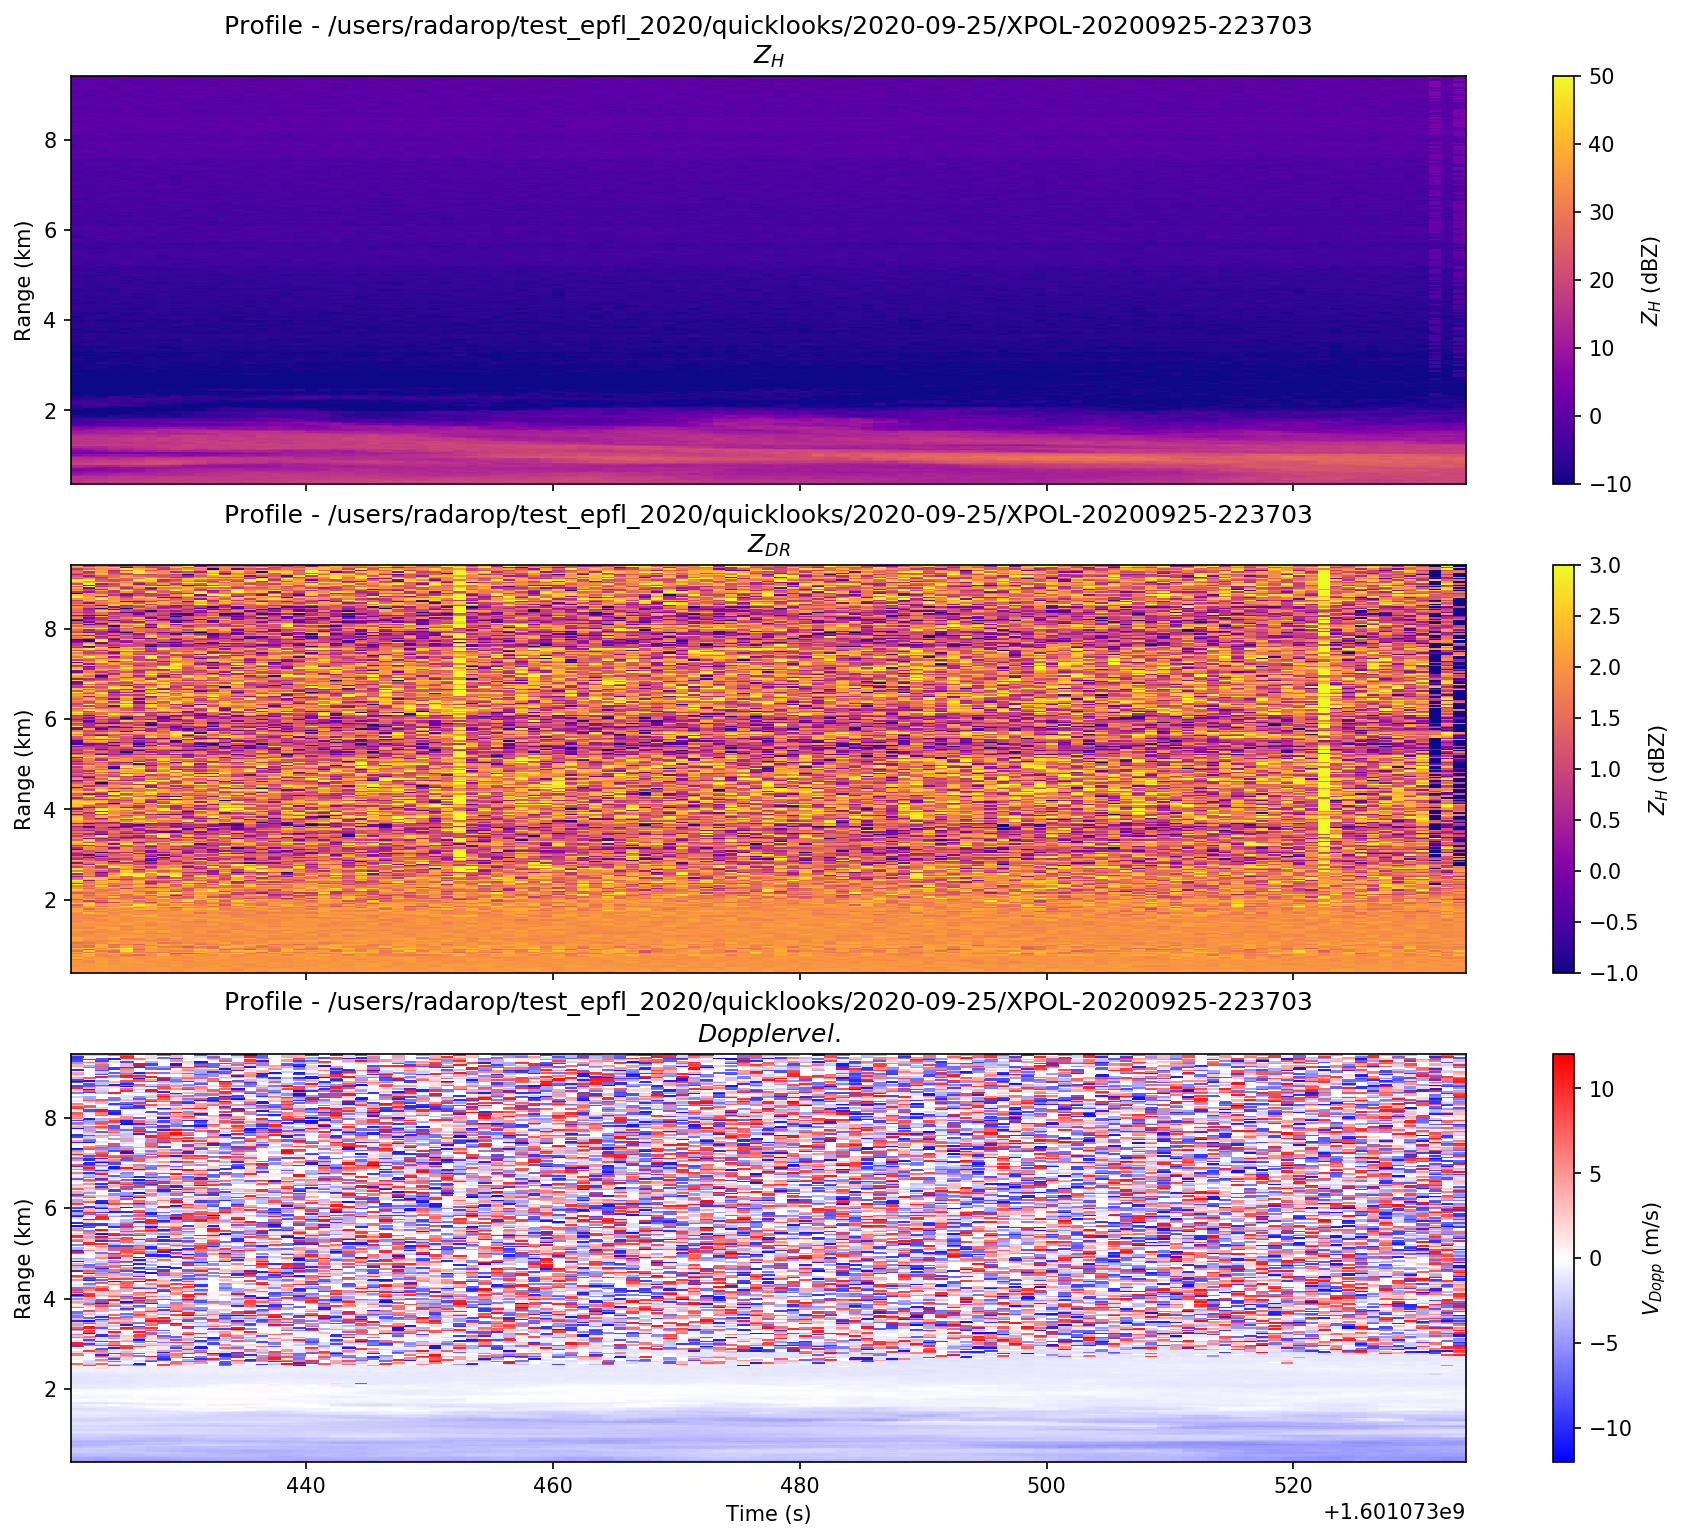 Profile - /users/radarop/test_epfl_2020/quicklooks/2020-09-25/XPOL-20200925-223703
Z_H
8
6
4
2
Range (km)
50
40
30
20
10
0
−10
Z_H (dBZ)
Profile - /users/radarop/test_epfl_2020/quicklooks/2020-09-25/XPOL-20200925-223703
Z_DR
8
6
4
2
Range (km)
3.0
2.5
2.0
1.5
1.0
0.5
0.0
−0.5
−1.0
Z_H (dBZ)
Profile - /users/radarop/test_epfl_2020/quicklooks/2020-09-25/XPOL-20200925-223703
Dopplervel.
8
6
4
2
Range (km)
10
5
0
−5
−10
V_Dopp (m/s)
440 460 480 500 520
Time (s)
+1.601073e9